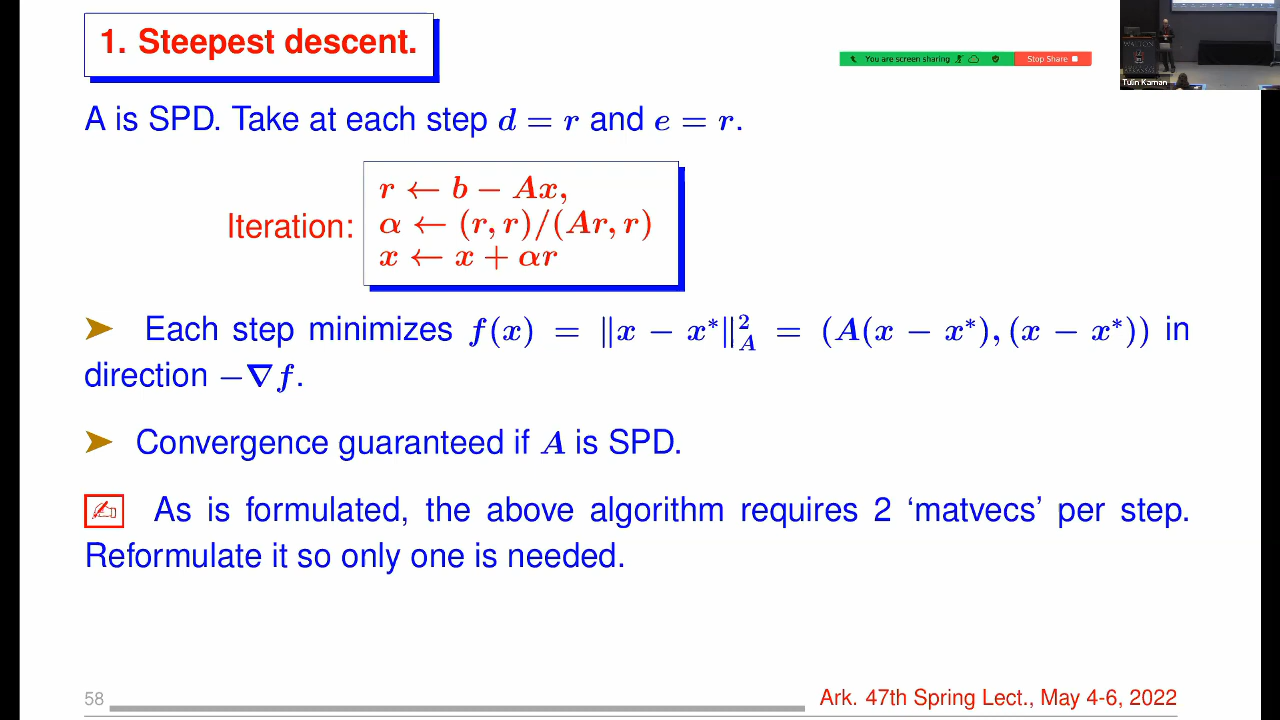 1. Steepest descent.
You are screen sharing
Stop Share
WALTON
Tulin Kaman
A is SPD. Take at each step d = r and e = r.
Iteration:
r ← b − Ax,
α ← (r, r)/(Ar, r)
x ← x + αr
➤ Each step minimizes f(x) = ‖x − x*‖²_A = (A(x − x*), (x − x*)) in
direction −∇f.
➤ Convergence guaranteed if A is SPD.
✍ As is formulated, the above algorithm requires 2 ‘matvecs’ per step.
Reformulate it so only one is needed.
58
Ark. 47th Spring Lect., May 4-6, 2022